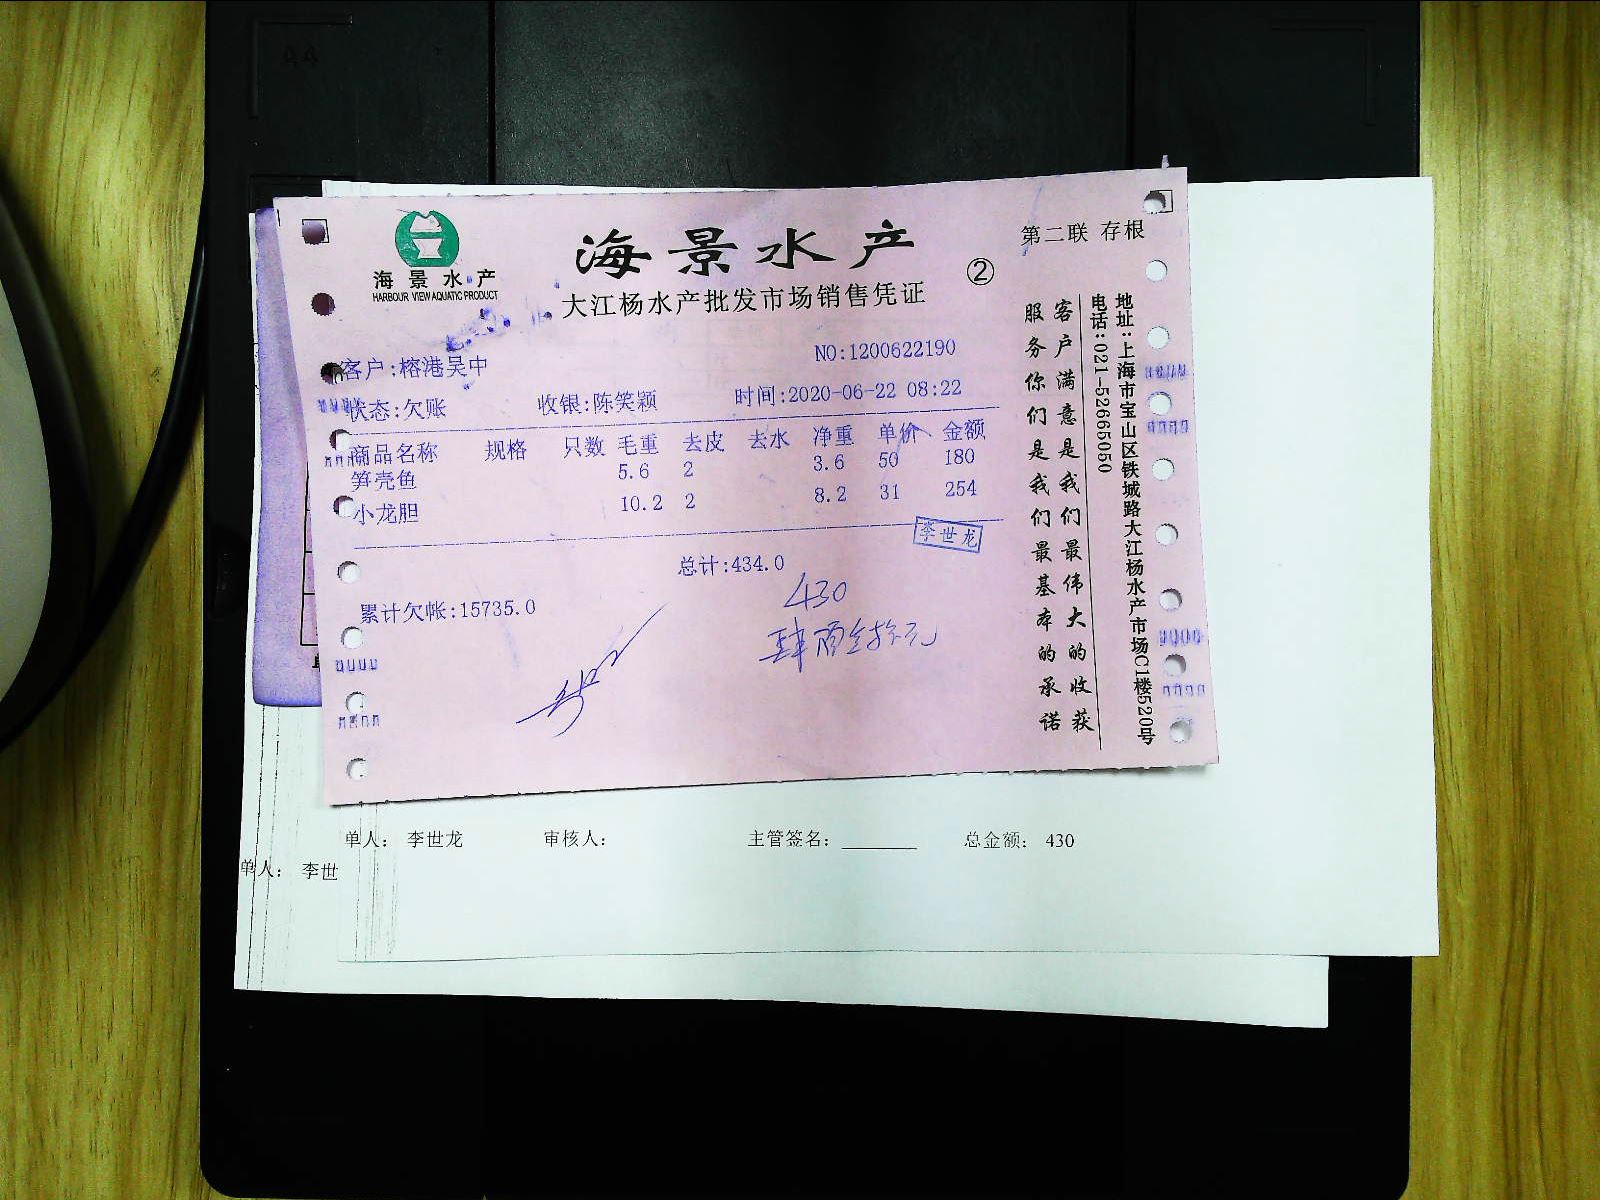 海景水产
HARBOUR VIEW AQUATIC PRODUCT
海景水产
大江杨水产批发市场销售凭证
②
第二联 存根
客户:榕港吴中
NO:1200622190
状态:欠账 收银:陈笑颖 时间:2020-06-22 08:22
商品名称 规格 只数 毛重 去皮 去水 净重 单价 金额
笋壳鱼 5.6 2 3.6 50 180
小龙胆 10.2 2 8.2 31 254
李世龙
总计:434.0
累计欠帐:15735.0
430
肆佰叁拾元
客户满意是我们最伟大的收获
服务你们是我们最基本的承诺
地址:上海市宝山区铁城路大江杨水产市场C1楼520号
电话:021-52665050
单人: 李世龙 审核人: 主管签名: 总金额: 430
单人: 李世